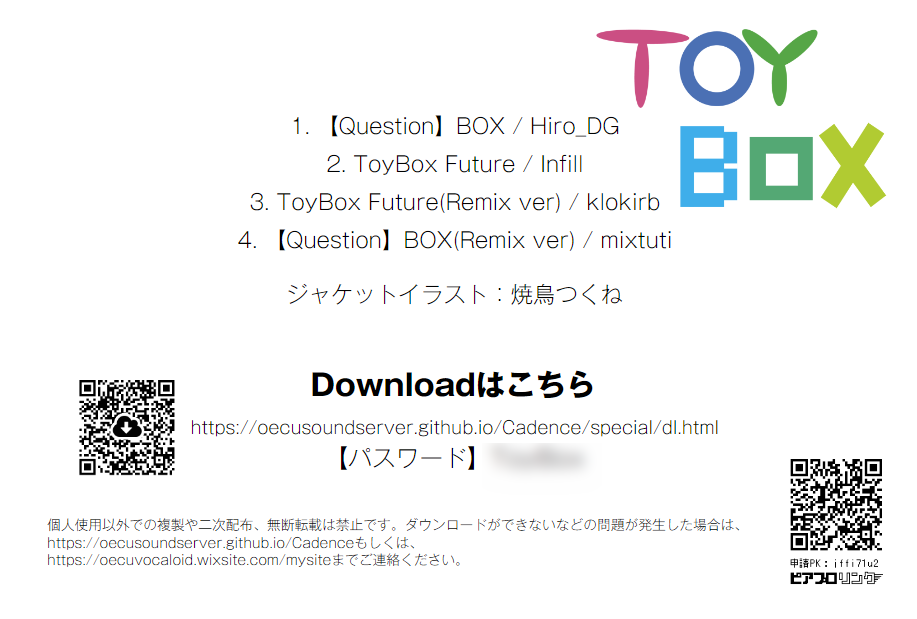 TOY
BOX
1. 【Question】BOX / Hiro_DG
2. ToyBox Future / Infill
3. ToyBox Future(Remix ver) / klokirb
4. 【Question】BOX(Remix ver) / mixtuti
ジャケットイラスト：焼鳥つくね
Downloadはこちら
https://oecusoundserver.github.io/Cadence/special/dl.html
【パスワード】
個人使用以外での複製や二次配布、無断転載は禁止です。ダウンロードができないなどの問題が発生した場合は、
https://oecusoundserver.github.io/Cadenceもしくは、
https://oecuvocaloid.wixsite.com/mysiteまでご連絡ください。
申請PK：iffi71u2
ピアプロリンク